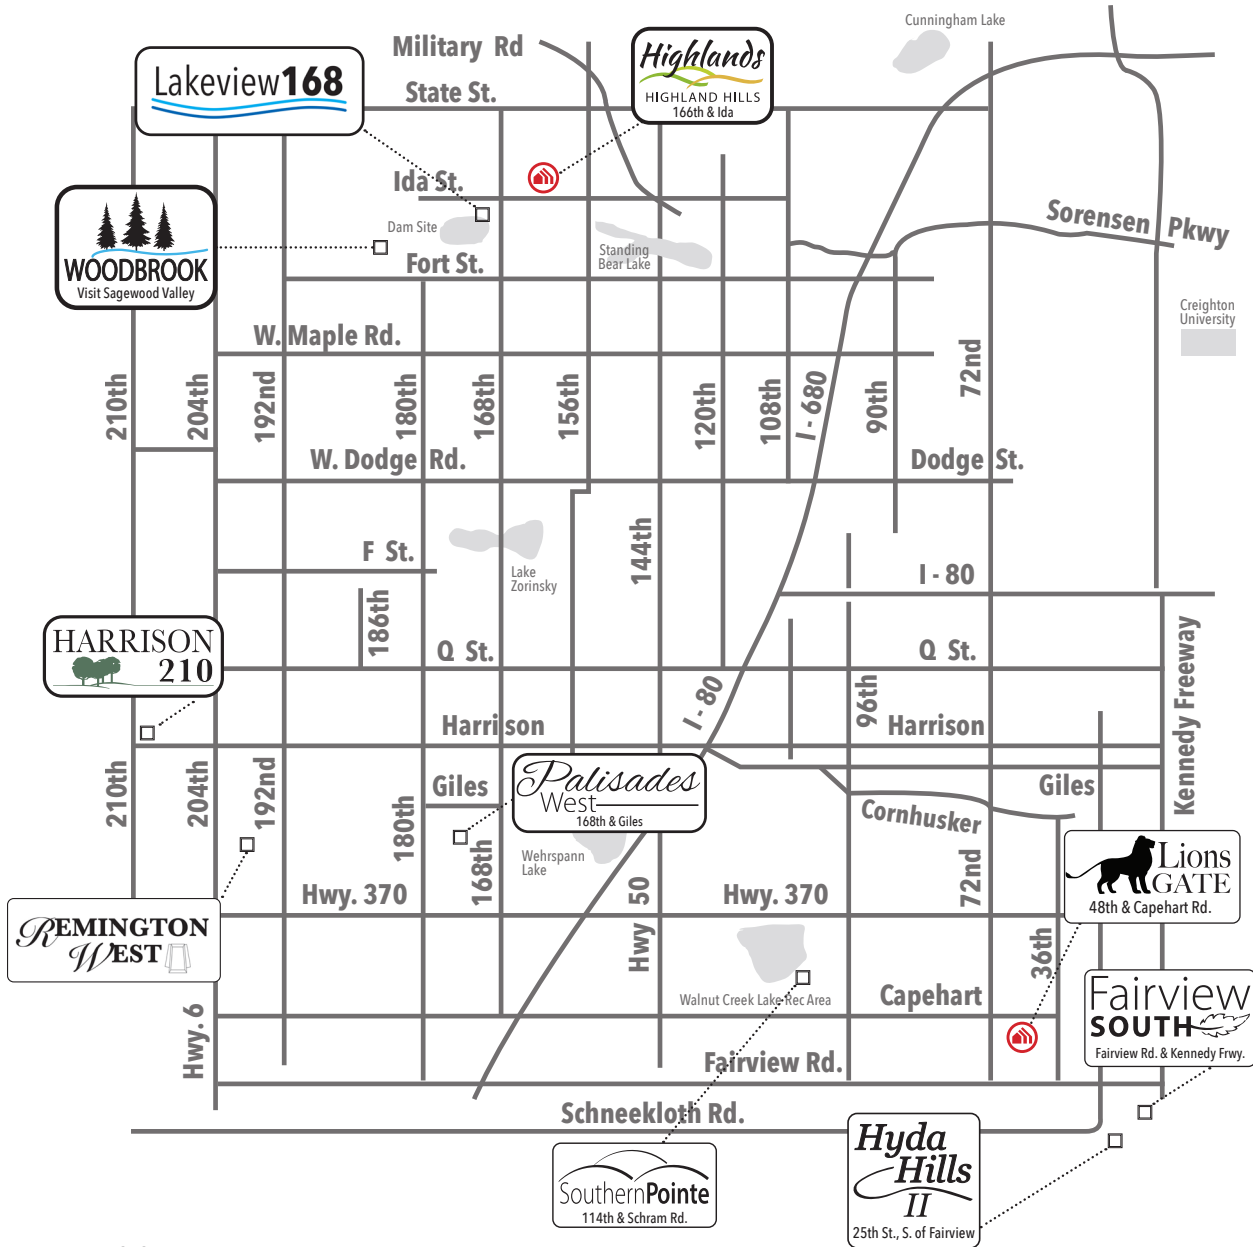 Cunningham Lake
Military Rd
Highlands
HIGHLAND HILLS
166th & Ida
Lakeview168
State St.
Ida St.
Dam Site
Standing
Bear Lake
Sorensen Pkwy
WOODBROOK
Visit Sagewood Valley
Fort St.
Creighton
University
W. Maple Rd.
210th
204th
192nd
180th
168th
156th
120th
108th
I - 680
90th
72nd
W. Dodge Rd.
Dodge St.
F St.
Lake
Zorinsky
144th
I - 80
186th
HARRISON
210
Q St.
Q St.
I - 80
96th
Kennedy Freeway
Harrison
Harrison
210th
204th
192nd
180th
Giles
Palisades
West
168th & Giles
Giles
Cornhusker
168th
Wehrspann
Lake
72nd
Lions
GATE
48th & Capehart Rd.
Hwy. 370
Hwy 50
Hwy. 370
REMINGTON
WEST
36th
Walnut Creek Lake Rec Area
Capehart
Fairview
SOUTH
Fairview Rd. & Kennedy Frwy.
Hwy. 6
Fairview Rd.
Schneekloth Rd.
Hyda
Hills
II
25th St., S. of Fairview
SouthernPointe
114th & Schram Rd.